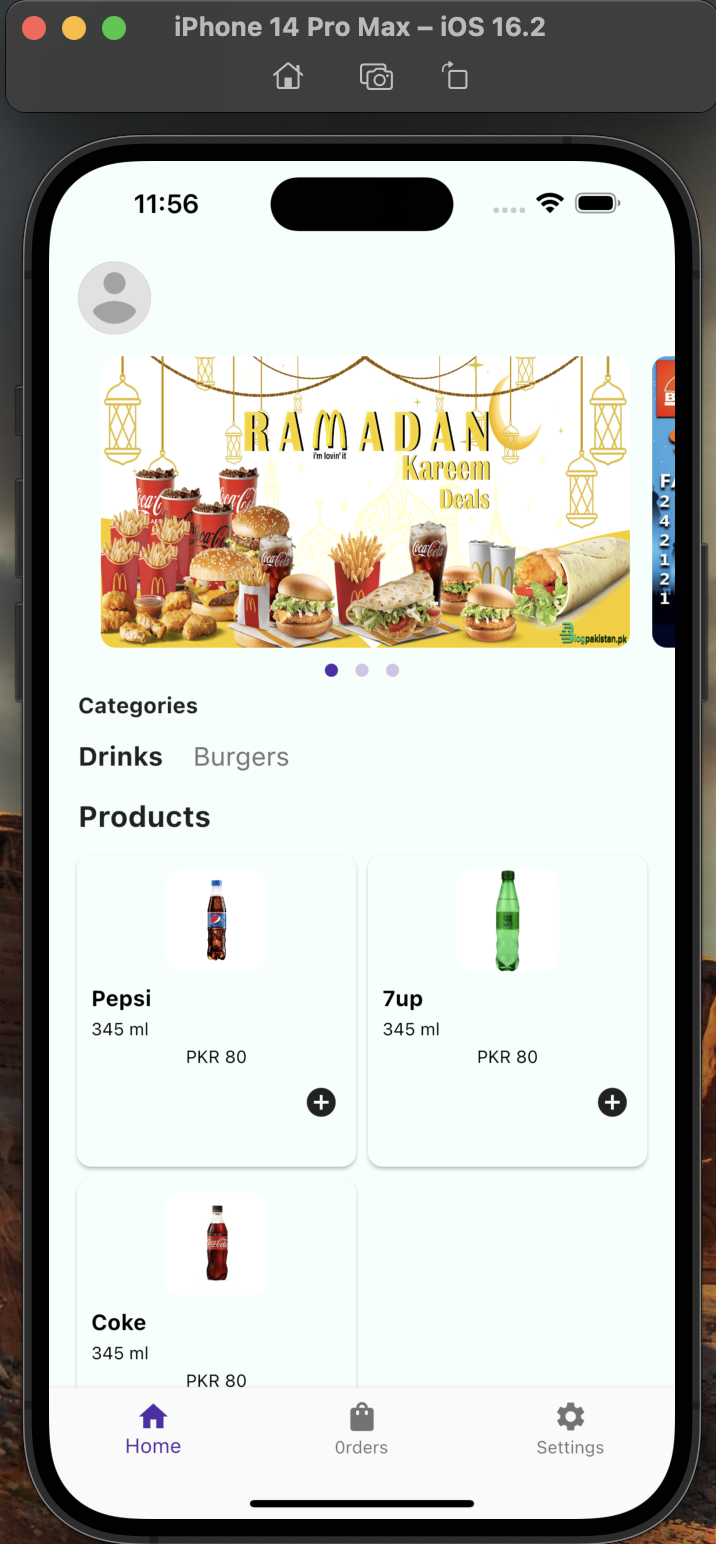 iPhone 14 Pro Max – iOS 16.2
11:56
RAMADAN
i'm lovin' it
Kareem
Deals
Coca-Cola
Blogpakistan.pk
F
2
4
2
1
2
1
Categories
Drinks Burgers
Products
Pepsi
345 ml
PKR 80
7up
345 ml
PKR 80
Coke
345 ml
PKR 80
Home
0rders
Settings